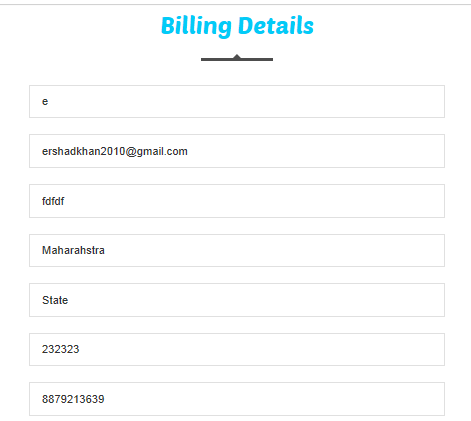 Billing Details
e
ershadkhan2010@gmail.com
fdfdf
Maharahstra
State
232323
8879213639